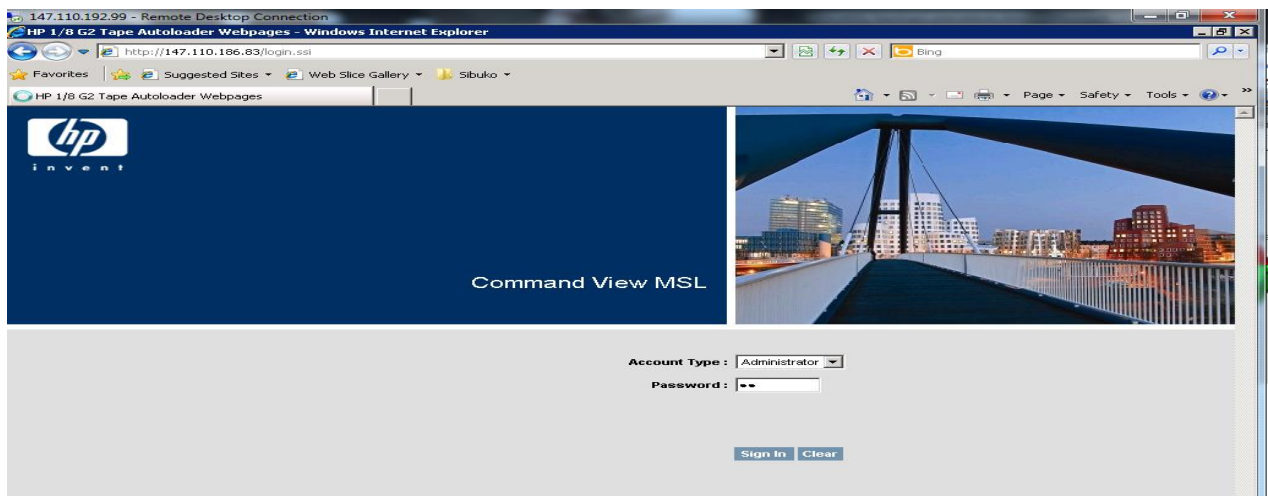 147.110.192.99 - Remote Desktop Connection
HP 1/8 G2 Tape Autoloader Webpages - Windows Internet Explorer
http://147.110.186.83/login.ssi
Bing
Favorites
Suggested Sites
Web Slice Gallery
Sibuko
HP 1/8 G2 Tape Autoloader Webpages
Page
Safety
Tools
hp
invent
Command View MSL
Account Type :
Administrator
Password :
Sign In
Clear